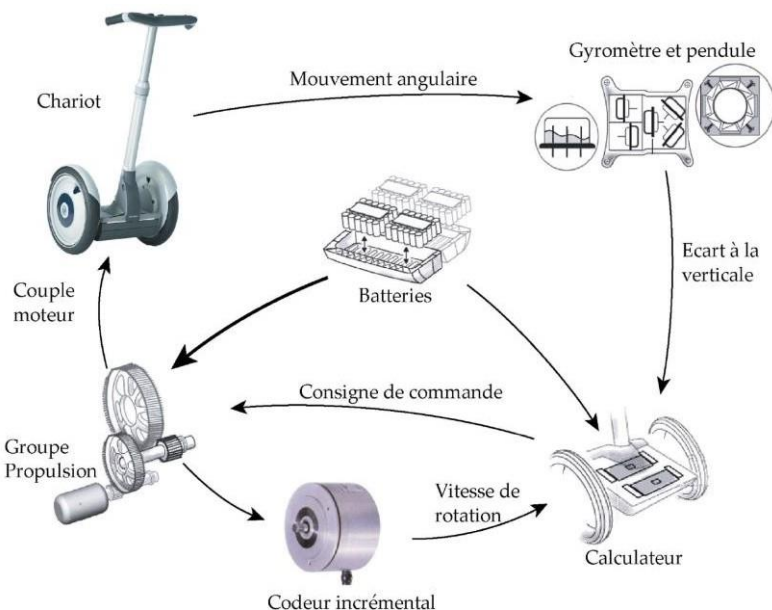 Gyromètre et pendule
Mouvement angulaire
Chariot
Ecart à la
verticale
Batteries
Couple
moteur
Consigne de commande
Groupe
Propulsion
Vitesse de
rotation
Calculateur
Codeur incrémental